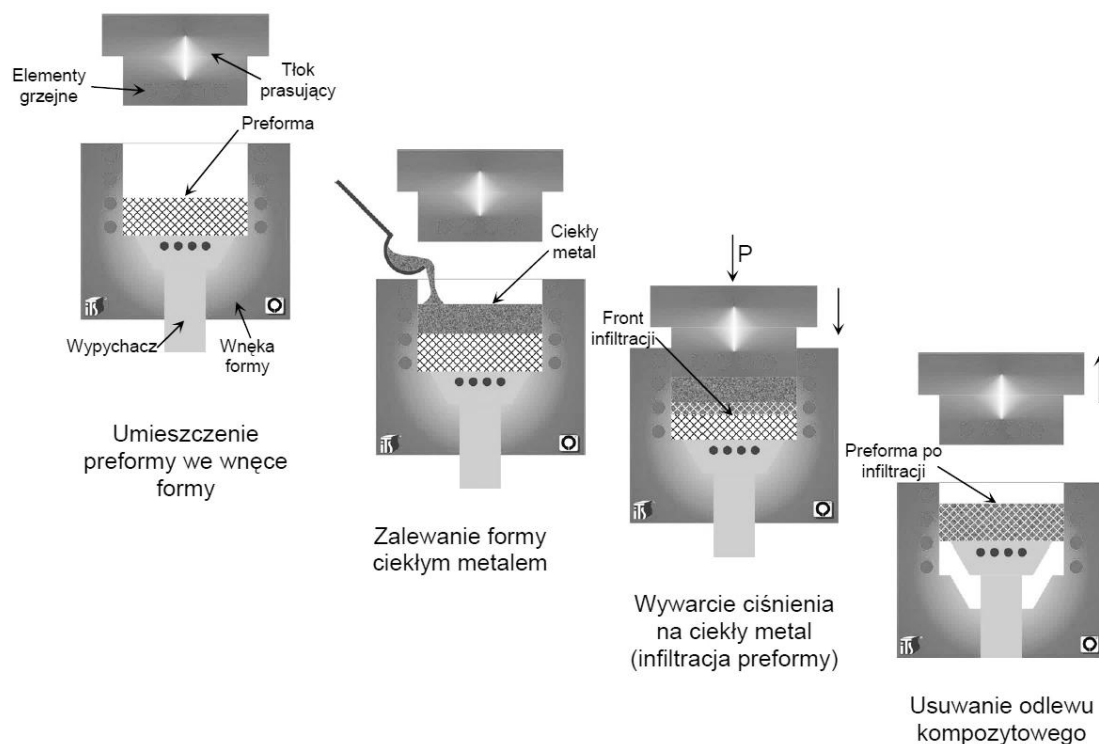 Elementy
grzejne
Tłok
prasujący
Preforma
Wypychacz
Wnęka
formy
Umieszczenie
preformy we wnęce
formy
Ciekły
metal
Zalewanie formy
ciekłym metalem
P
Front
infiltracji
Wywarcie ciśnienia
na ciekły metal
(infiltracja preformy)
Preforma po
infiltracji
Usuwanie odlewu
kompozytowego